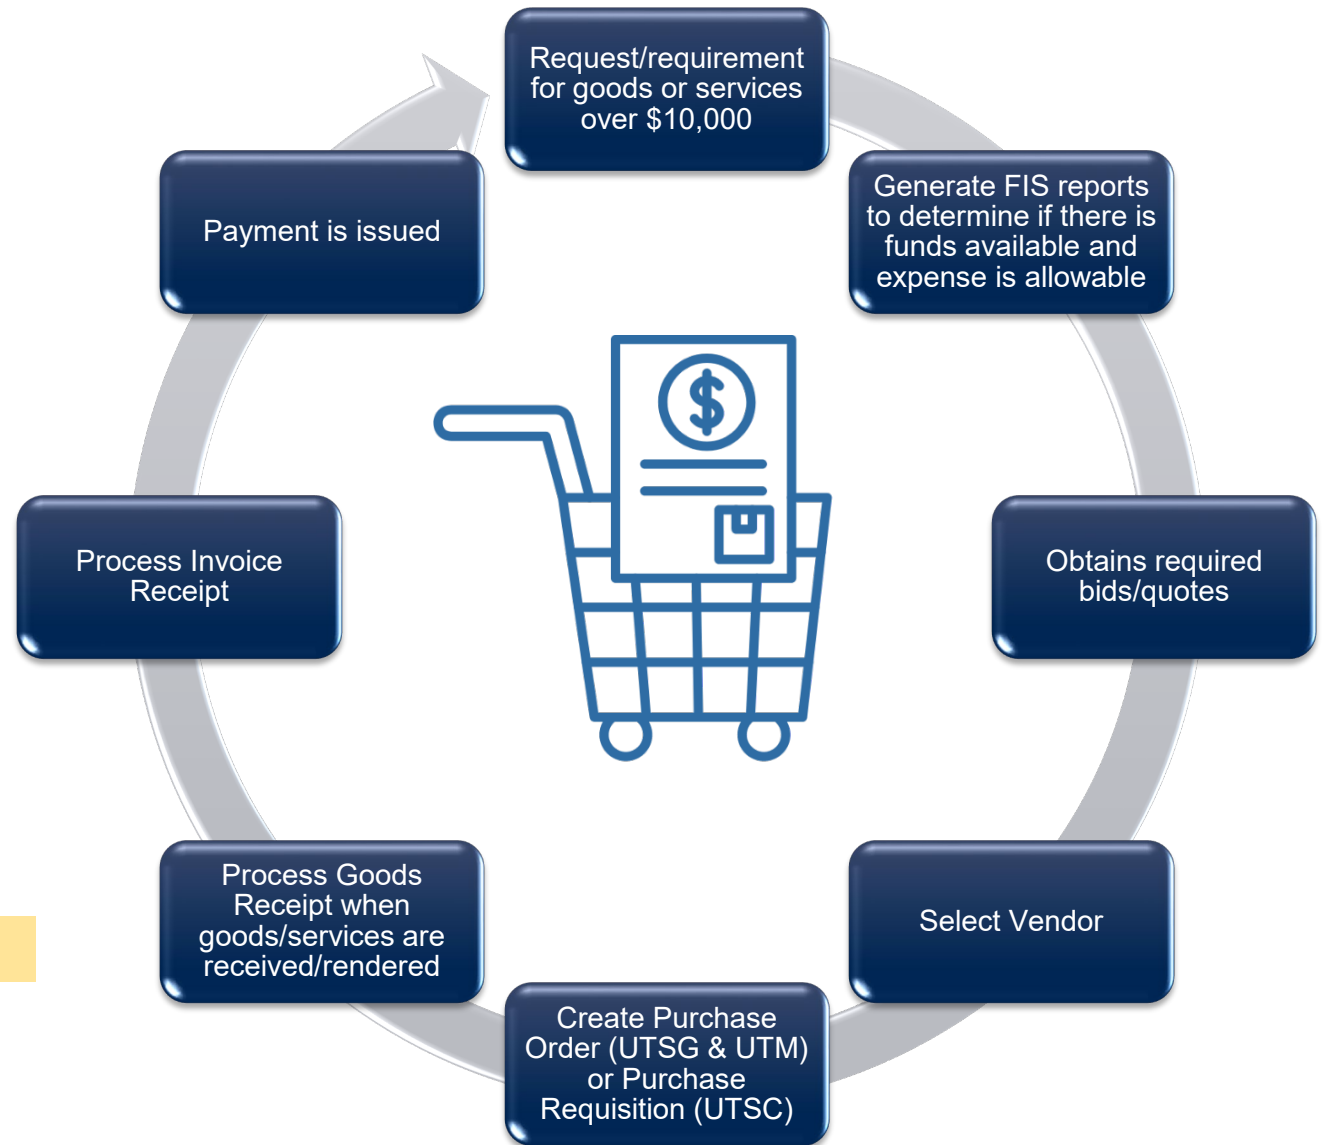 Request/requirement
for goods or services
over $10,000
Generate FIS reports
to determine if there is
funds available and
expense is allowable
Obtains required
bids/quotes
Select Vendor
Create Purchase
Order (UTSG & UTM)
or Purchase
Requisition (UTSC)
Process Goods
Receipt when
goods/services are
received/rendered
Process Invoice
Receipt
Payment is issued
$